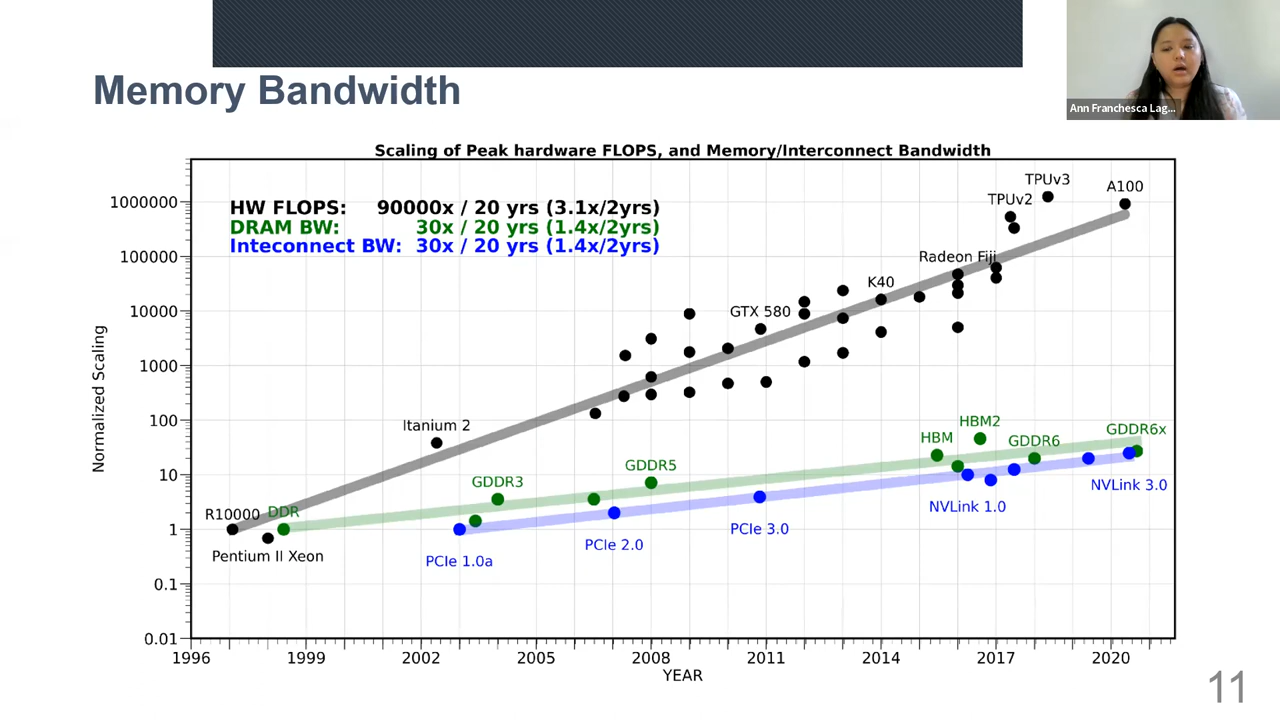 Memory Bandwidth
Ann Franchesca Lag...
Scaling of Peak hardware FLOPS, and Memory/Interconnect Bandwidth
HW FLOPS: 90000x / 20 yrs (3.1x/2yrs)
DRAM BW: 30x / 20 yrs (1.4x/2yrs)
Inteconnect BW: 30x / 20 yrs (1.4x/2yrs)
Normalized Scaling
1000000
100000
10000
1000
100
10
1
0.1
0.01
TPUv3
TPUv2
A100
Radeon Fiji
K40
GTX 580
Itanium 2
R10000
Pentium II Xeon
DDR
GDDR3
GDDR5
HBM
HBM2
GDDR6
GDDR6x
PCIe 1.0a
PCIe 2.0
PCIe 3.0
NVLink 1.0
NVLink 3.0
1996 1999 2002 2005 2008 2011 2014 2017 2020
YEAR
11